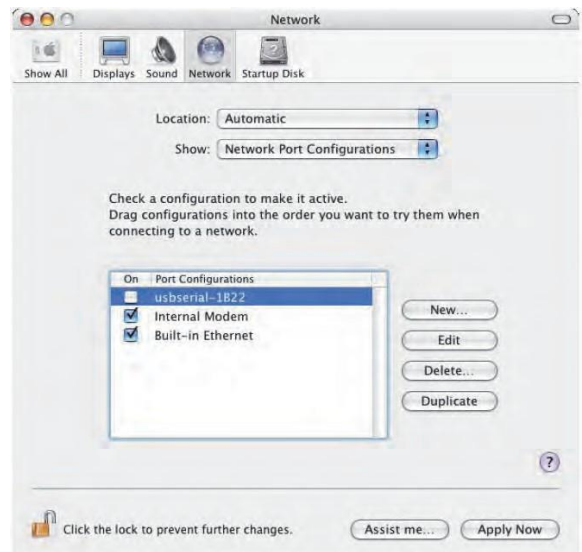 Network
Show All Displays Sound Network Startup Disk
Location: Automatic
Show: Network Port Configurations
Check a configuration to make it active.
Drag configurations into the order you want to try them when
connecting to a network.
On Port Configurations
usbserial-1B22
Internal Modem
Built-in Ethernet
New...
Edit
Delete...
Duplicate
?
Click the lock to prevent further changes.
Assist me... Apply Now